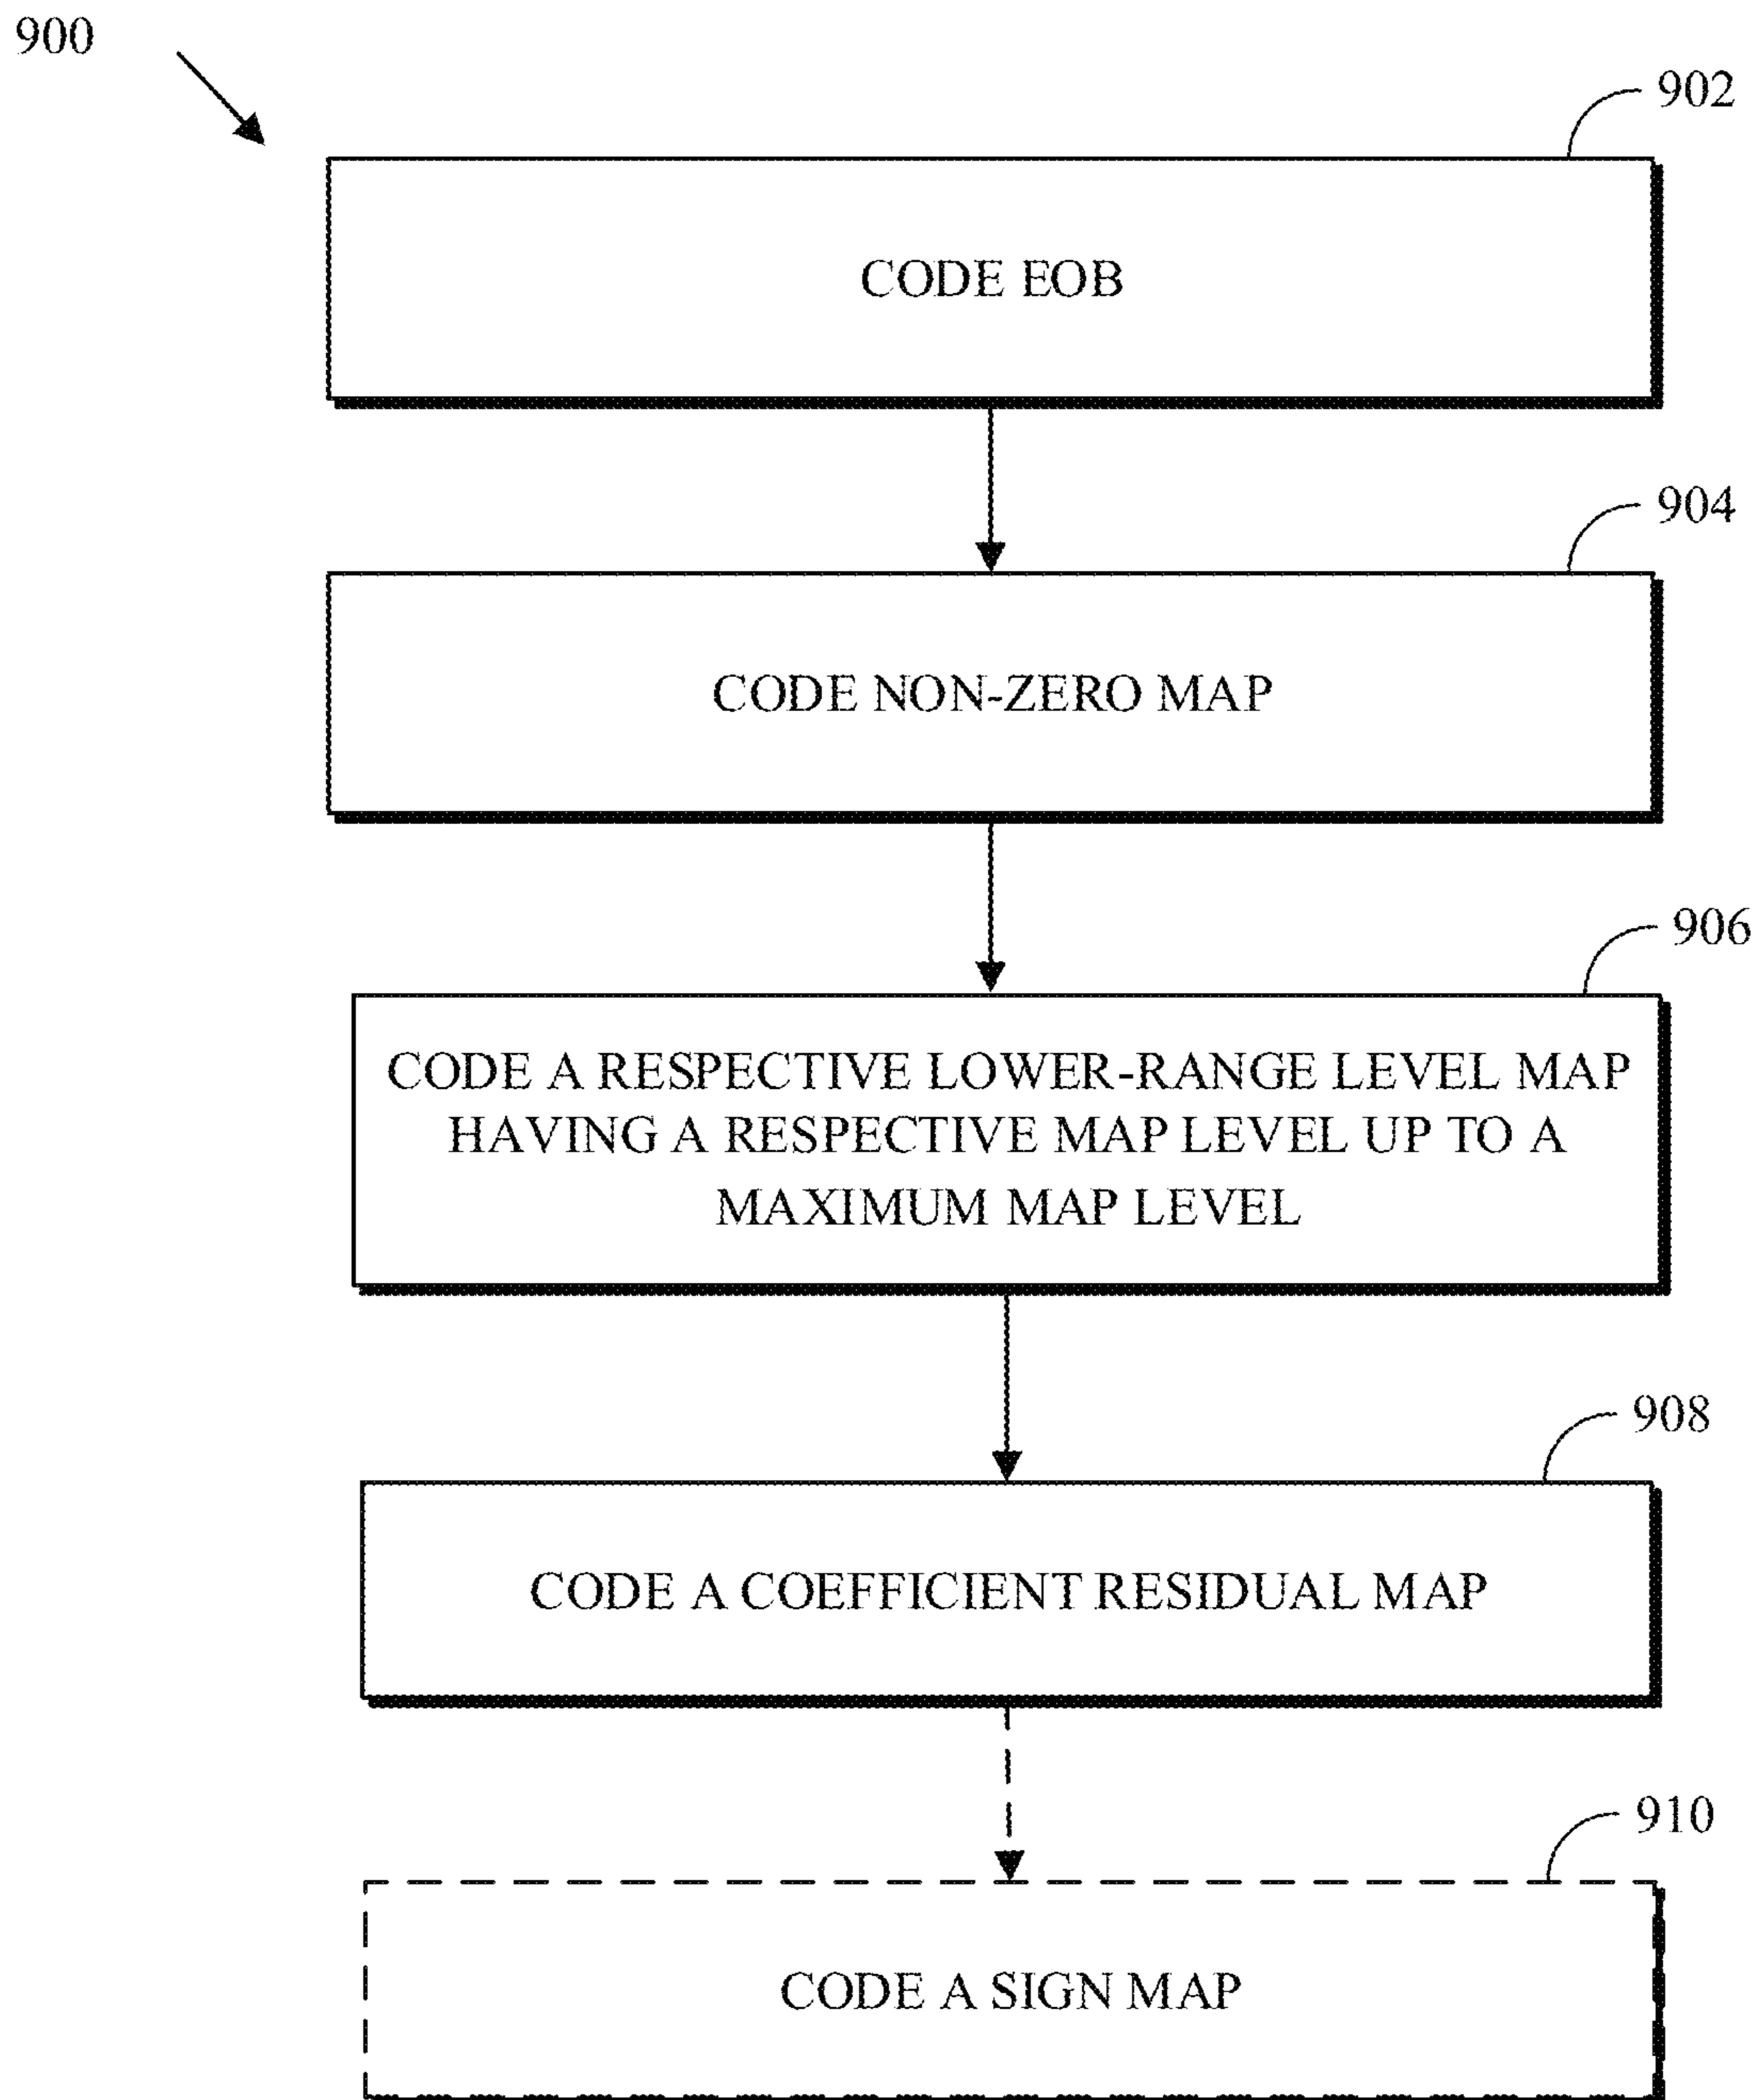 900
902
CODE EOB
904
CODE NON-ZERO MAP
906
CODE A RESPECTIVE LOWER-RANGE LEVEL MAP
HAVING A RESPECTIVE MAP LEVEL UP TO A
MAXIMUM MAP LEVEL
908
CODE A COEFFICIENT RESIDUAL MAP
910
CODE A SIGN MAP